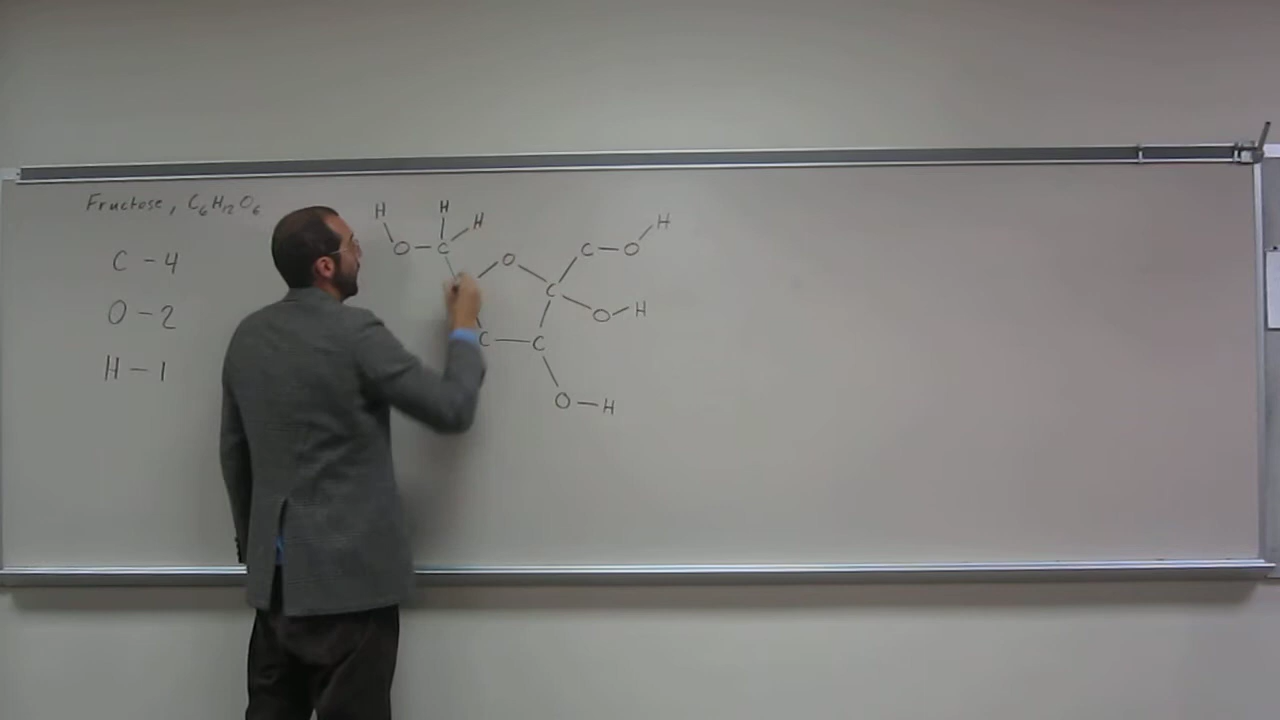 Fructose, C₆H₁₂O₆
C - 4
O - 2
H - 1
H H H H
O - C O C C - O
C O - H
C - C
O - H